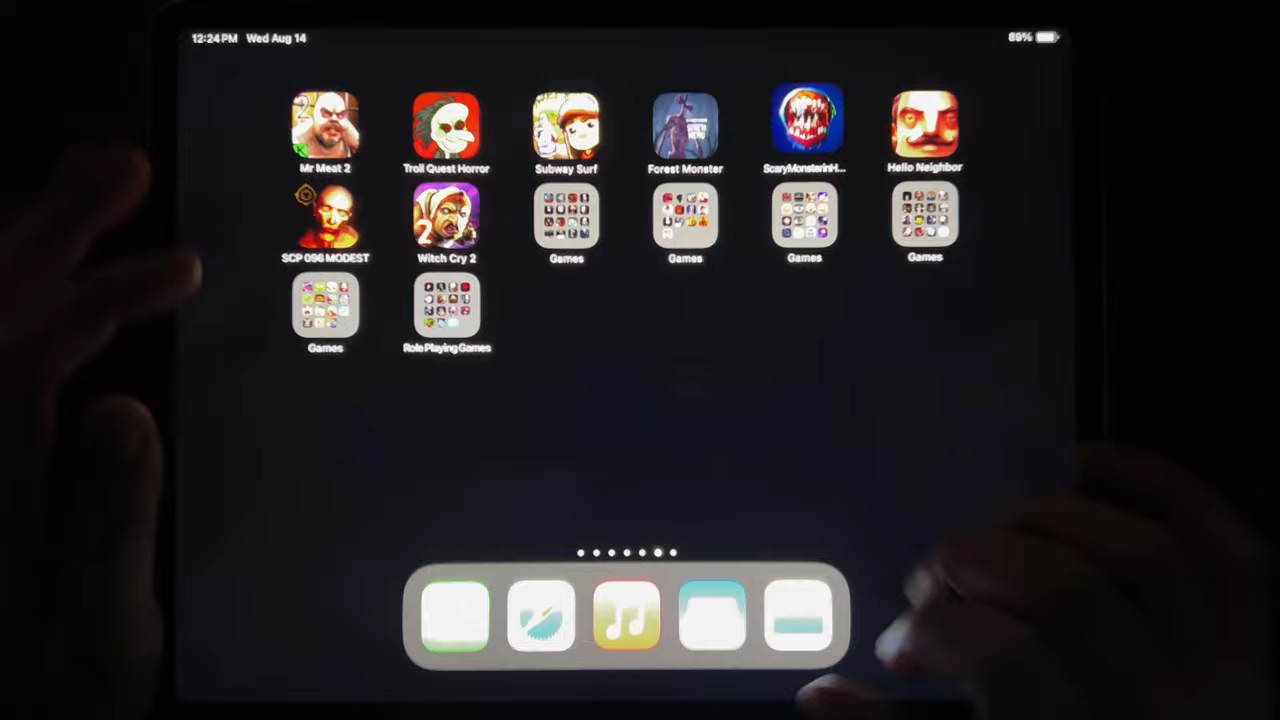 12:24 PM Wed Aug 14
89%
Mr Meat 2
Troll Quest Horror
Subway Surf
Forest Monster
ScaryMonsterInH...
Hello Neighbor
SCP 096 MODEST
Witch Cry 2
Games
Games
Games
Games
Games
Role Playing Games